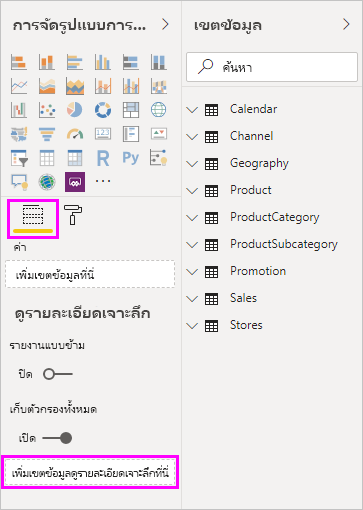 การจัดรูปแบบการ...
R
Py
123
ค่า
เพิ่มเขตข้อมูลที่นี่
ดูรายละเอียดเจาะลึก
รายงานแบบข้าม
ปิด
เก็บตัวกรองทั้งหมด
เปิด
เพิ่มเขตข้อมูลดูรายละเอียดเจาะลึกที่นี่
เขตข้อมูล
ค้นหา
Calendar
Channel
Geography
Product
ProductCategory
ProductSubcategory
Promotion
Sales
Stores